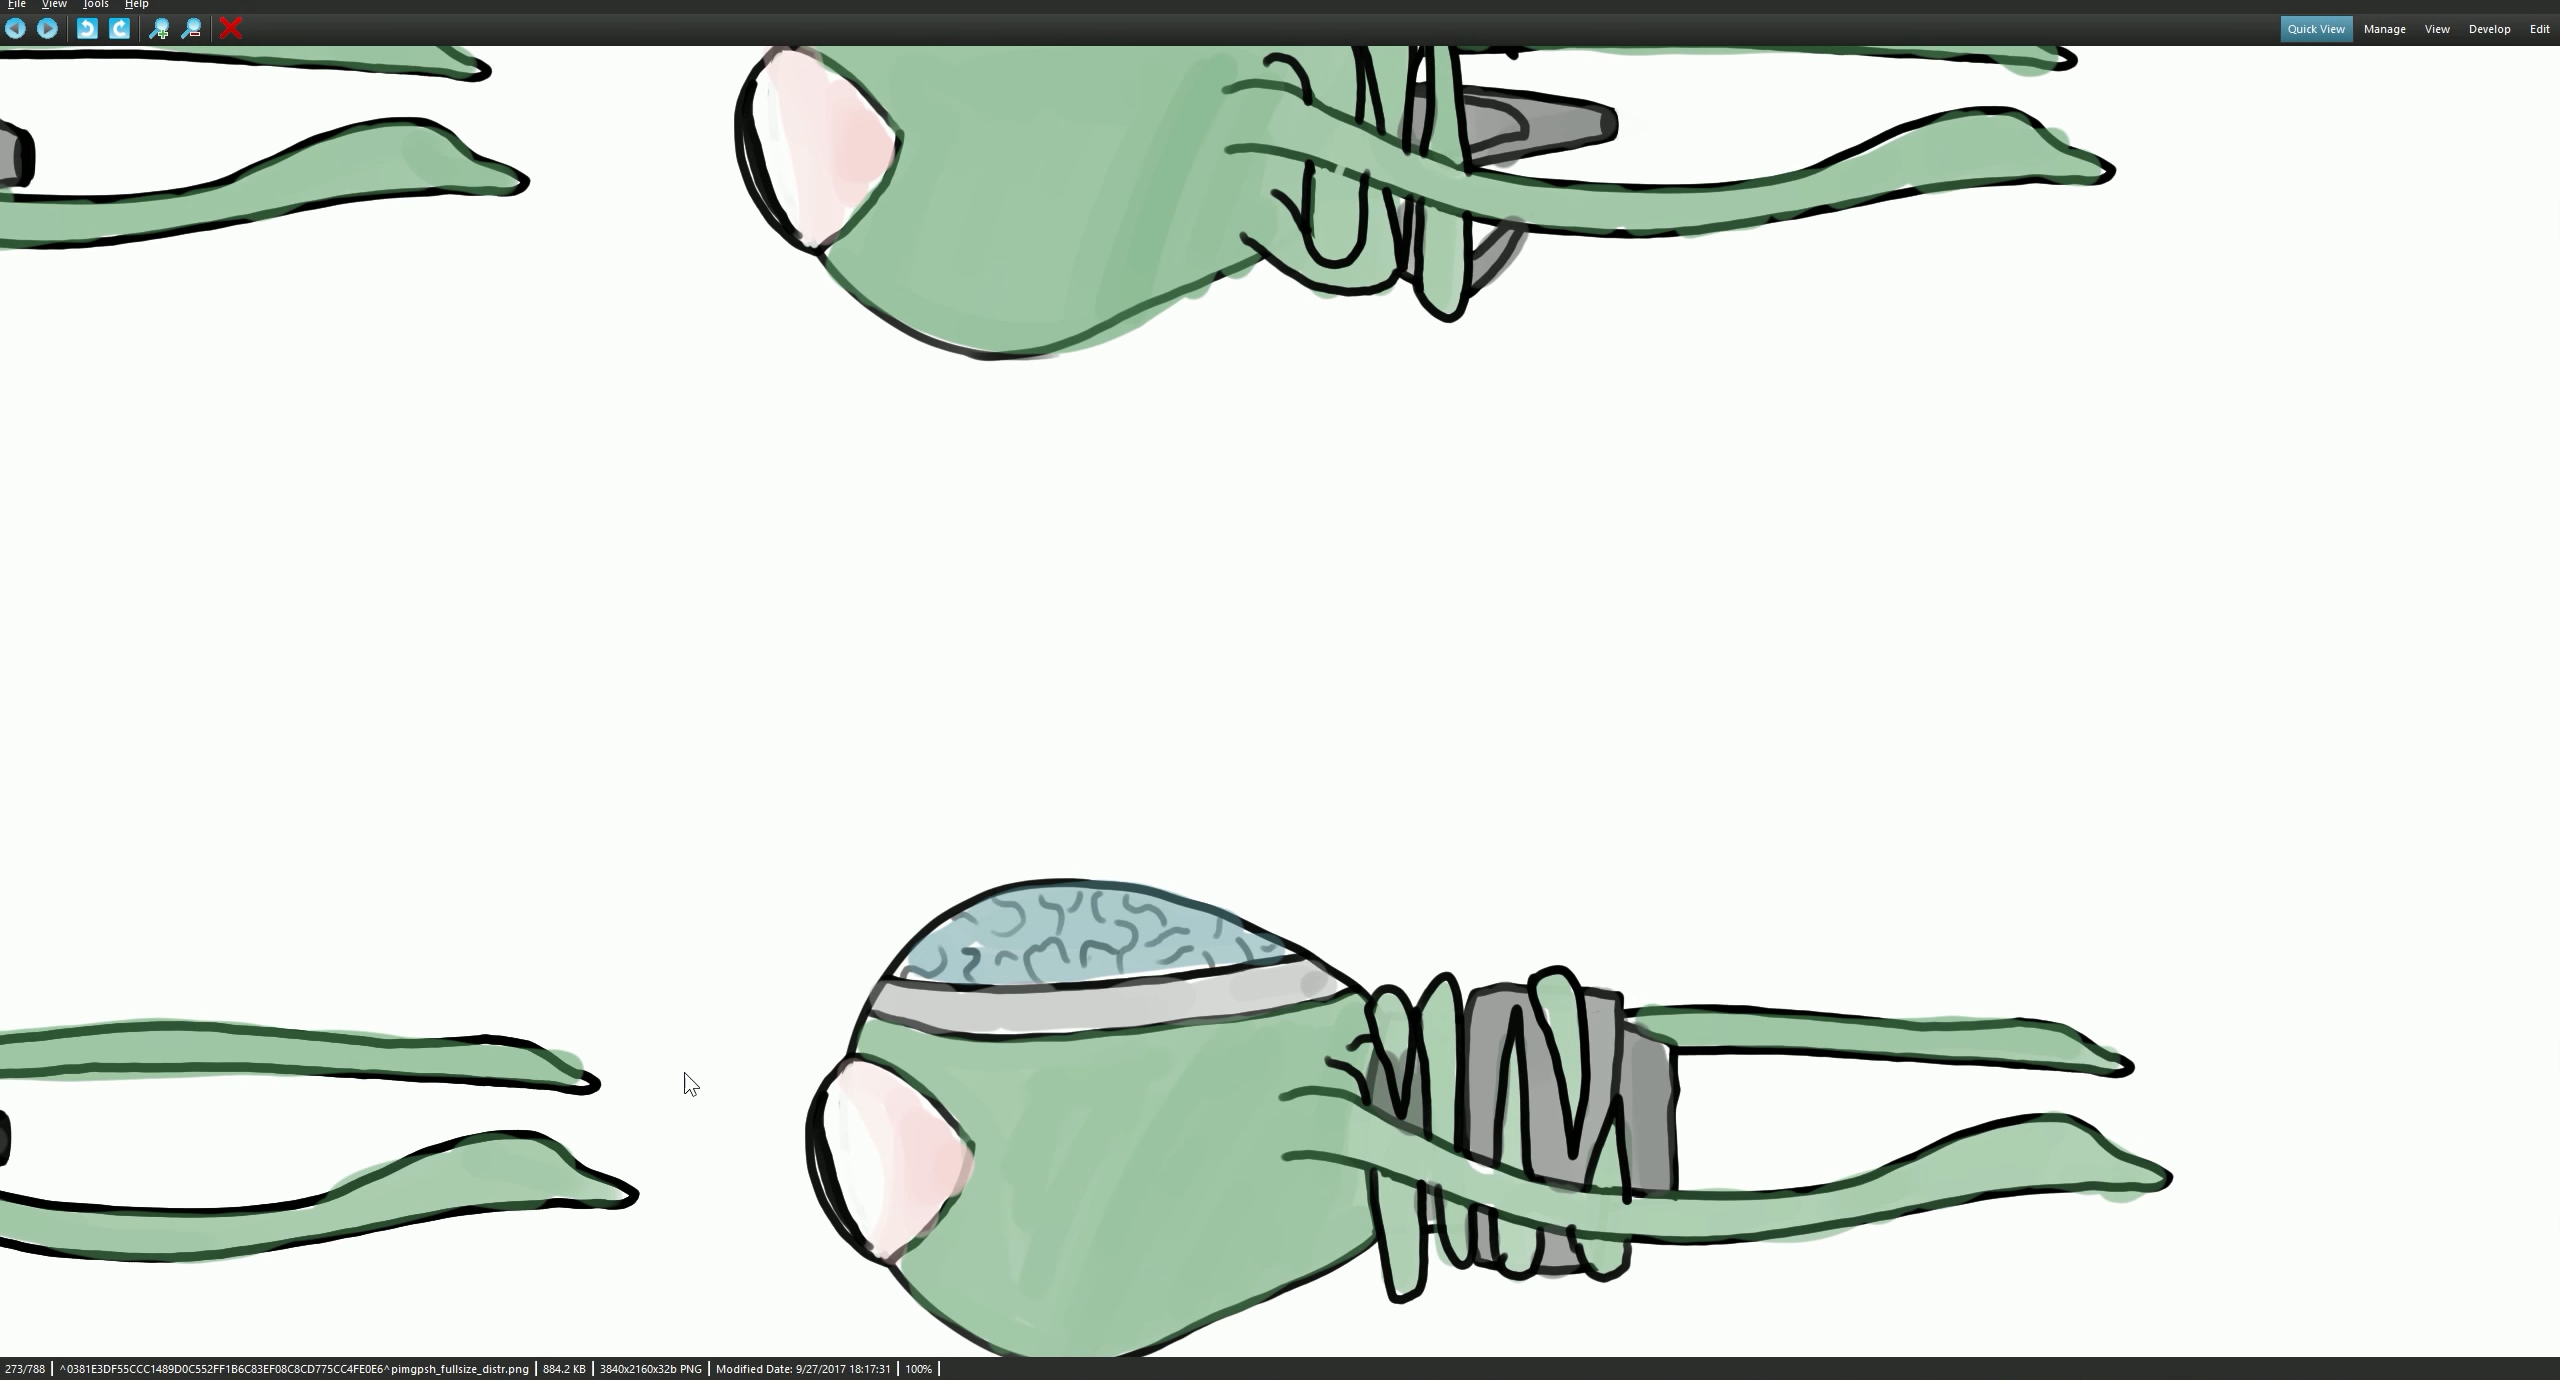 File View Tools Help
Quick View Manage View Develop Edit
273/788 ^0381E3DF55CCC1489D0C552FF1B6C83EF08C8CD775CC4FE0E6^pimgpsh_fullsize_distr.png 884.2 KB 3840x2160x32b PNG Modified Date: 9/27/2017 18:17:31 100%